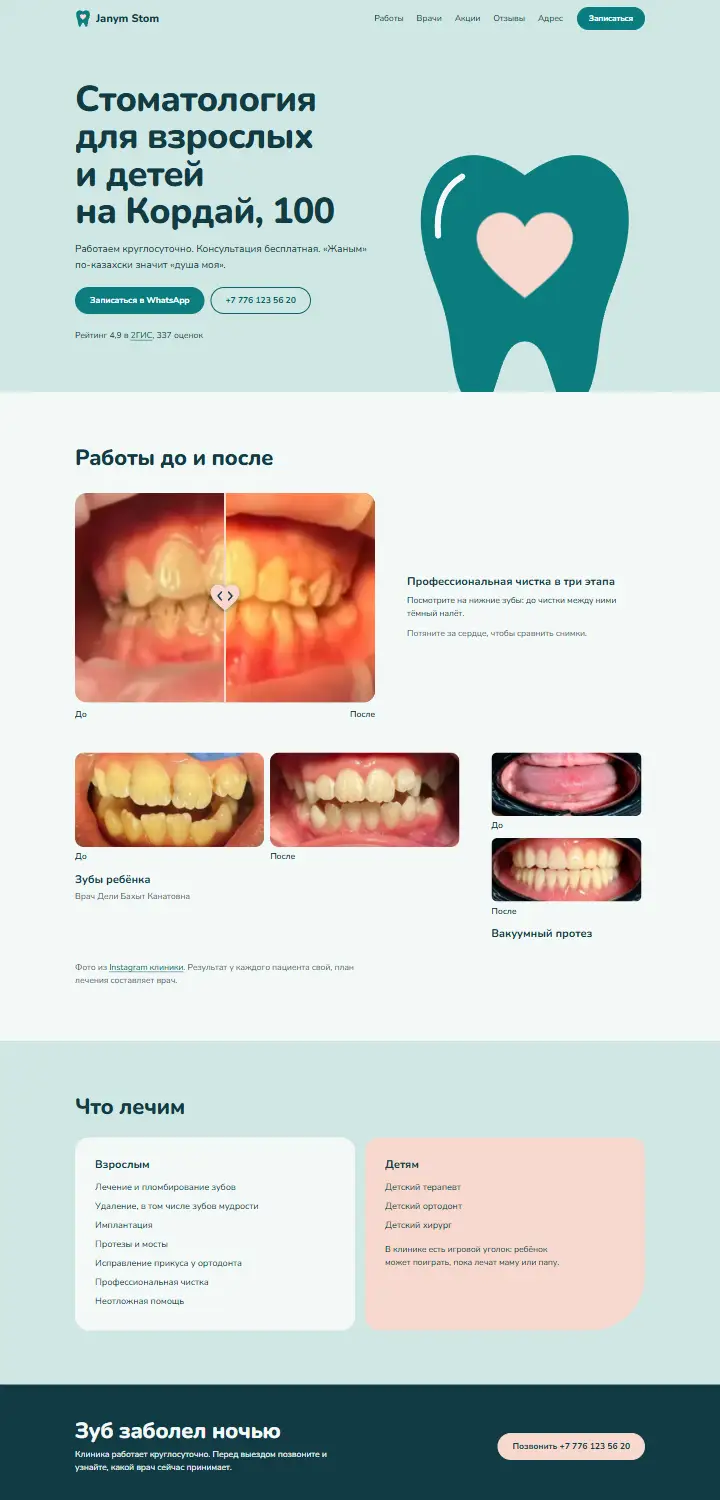 Janym Stom
Работы Врачи Акции Отзывы Адрес Записаться
Стоматология
для взрослых
и детей
на Кордай, 100
Работаем круглосуточно. Консультация бесплатная. «Жаным»
по-казахски значит «душа моя».
Записаться в WhatsApp +7 776 123 56 20
Рейтинг 4,9 в 2ГИС, 337 оценок
Работы до и после
Профессиональная чистка в три этапа
Посмотрите на нижние зубы: до чистки между ними
тёмный налёт.
Потяните за сердце, чтобы сравнить снимки.
До После
До После
Зубы ребёнка
Врач Дели Бахыт Канатовна
До
После
Вакуумный протез
Фото из Instagram клиники. Результат у каждого пациента свой, план
лечения составляет врач.
Что лечим
Взрослым
Лечение и пломбирование зубов
Удаление, в том числе зубов мудрости
Имплантация
Протезы и мосты
Исправление прикуса у ортодонта
Профессиональная чистка
Неотложная помощь
Детям
Детский терапевт
Детский ортодонт
Детский хирург
В клинике есть игровой уголок: ребёнок
может поиграть, пока лечат маму или папу.
Зуб заболел ночью
Клиника работает круглосуточно. Перед выездом позвоните и
узнайте, какой врач сейчас принимает.
Позвонить +7 776 123 56 20